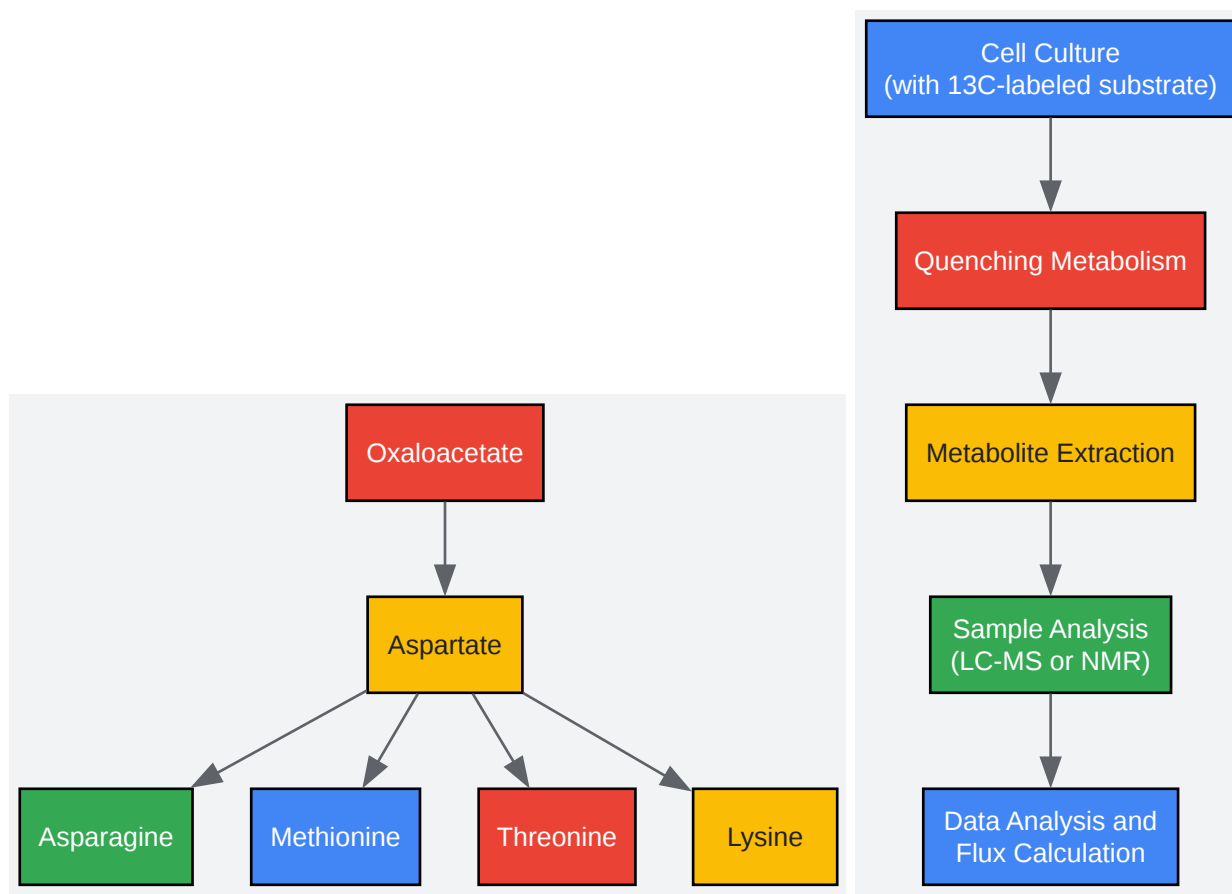 Cell Culture
(with 13C-labeled substrate)
Quenching Metabolism
Metabolite Extraction
Sample Analysis
(LC-MS or NMR)
Data Analysis and
Flux Calculation
Oxaloacetate
Aspartate
Asparagine
Methionine
Threonine
Lysine